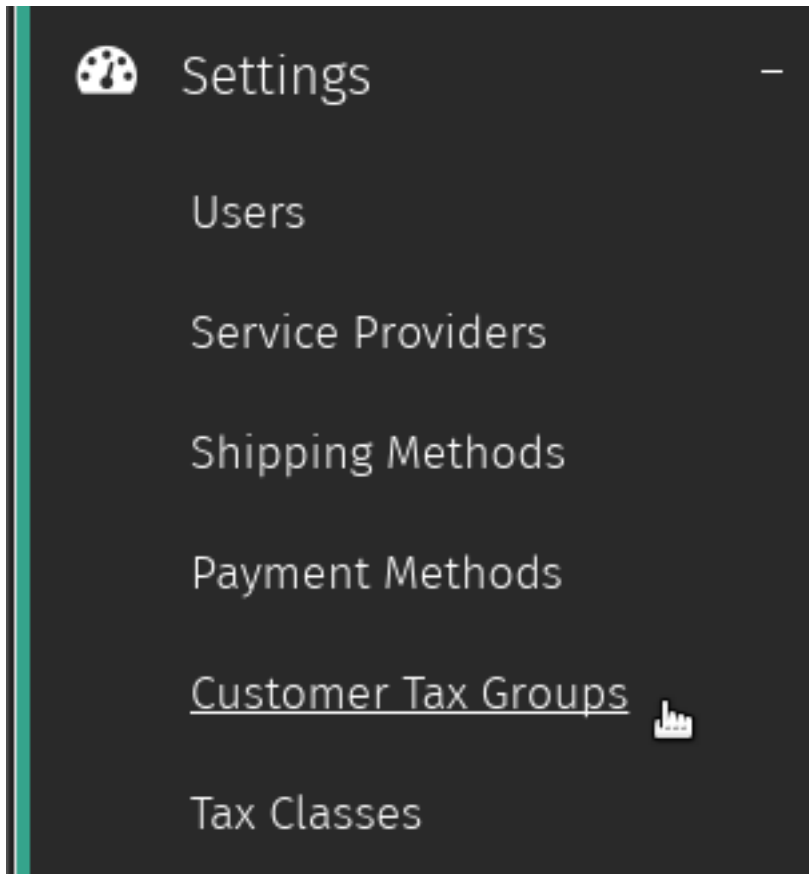 Settings
Users
Service Providers
Shipping Methods
Payment Methods
Customer Tax Groups
Tax Classes